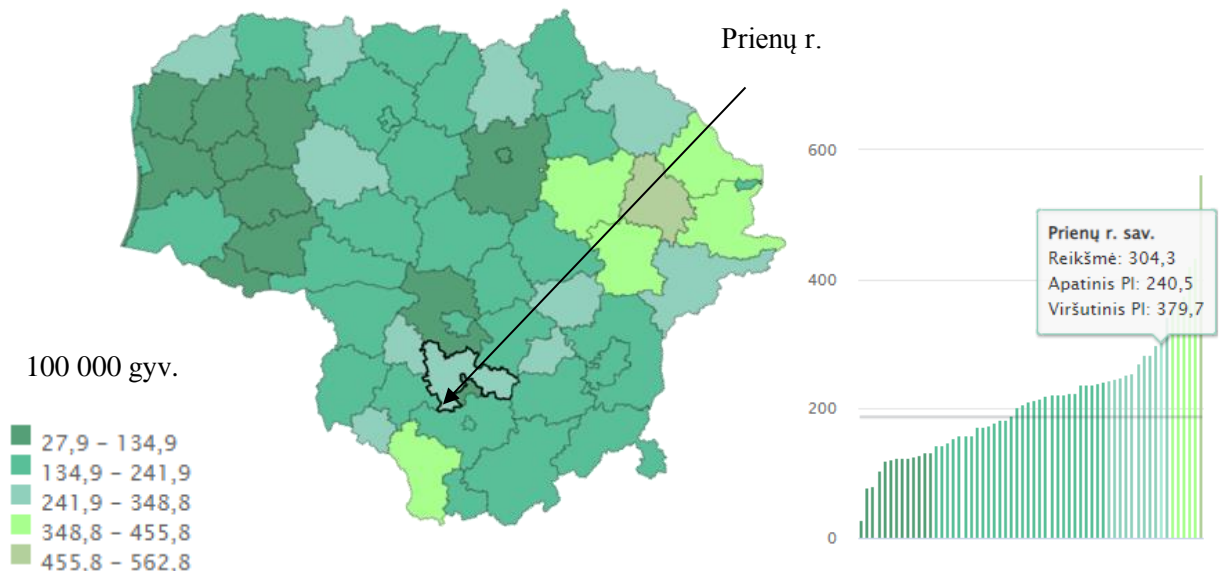 Prienų r.
100 000 gyv.
27,9 – 134,9
134,9 – 241,9
241,9 – 348,8
348,8 – 455,8
455,8 – 562,8
600
400
200
0
Prienų r. sav.
Reikšmė: 304,3
Apatinis PI: 240,5
Viršutinis PI: 379,7